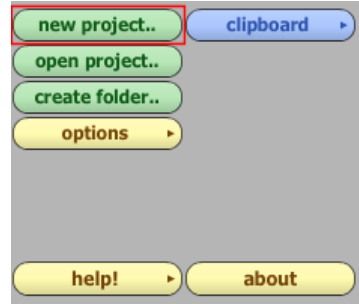 new project..
clipboard
open project..
create folder..
options
help!
about